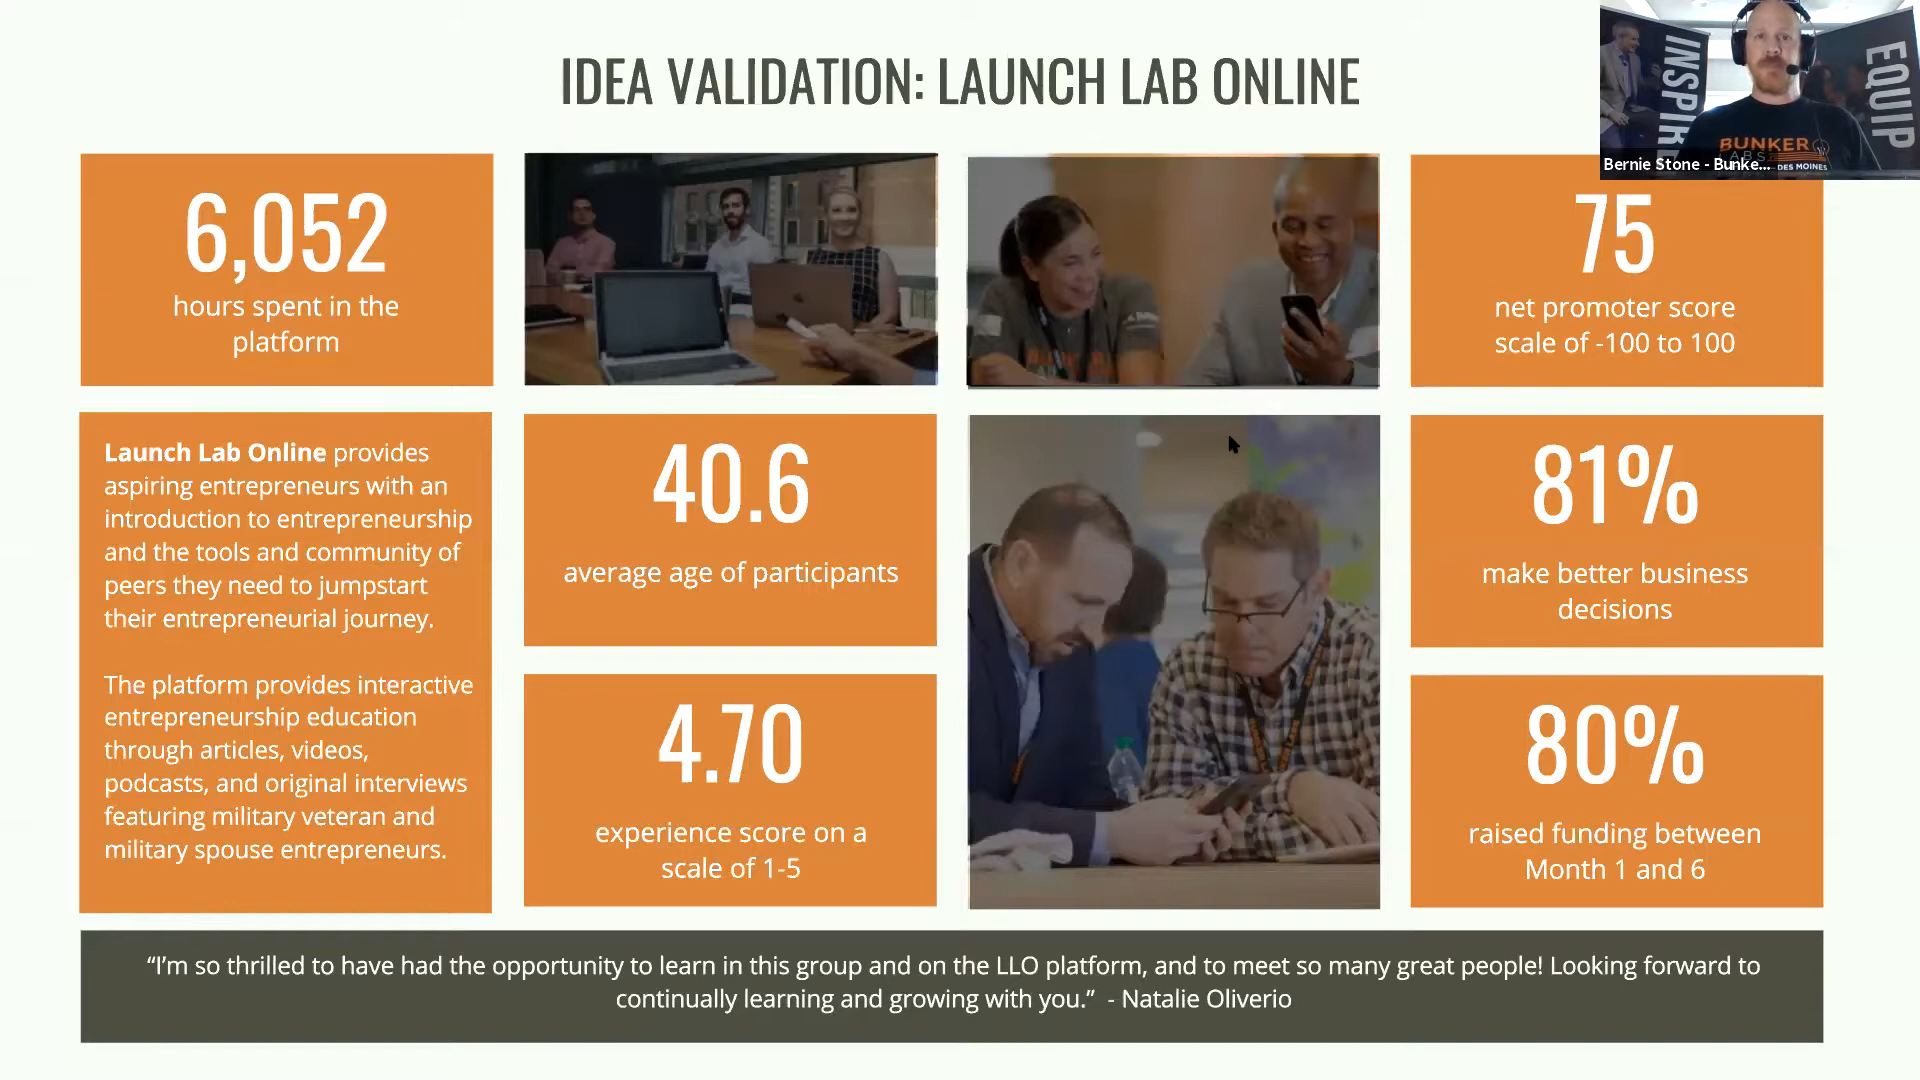 IDEA VALIDATION: LAUNCH LAB ONLINE
INSPIR
EQUIP
BUNKER
LABS
DES MOINES
Bernie Stone - Bunke...
6,052
hours spent in the
platform
75
net promoter score
scale of -100 to 100
Launch Lab Online provides
aspiring entrepreneurs with an
introduction to entrepreneurship
and the tools and community of
peers they need to jumpstart
their entrepreneurial journey.
The platform provides interactive
entrepreneurship education
through articles, videos,
podcasts, and original interviews
featuring military veteran and
military spouse entrepreneurs.
40.6
average age of participants
4.70
experience score on a
scale of 1-5
81%
make better business
decisions
80%
raised funding between
Month 1 and 6
“I’m so thrilled to have had the opportunity to learn in this group and on the LLO platform, and to meet so many great people! Looking forward to
continually learning and growing with you.” - Natalie Oliverio